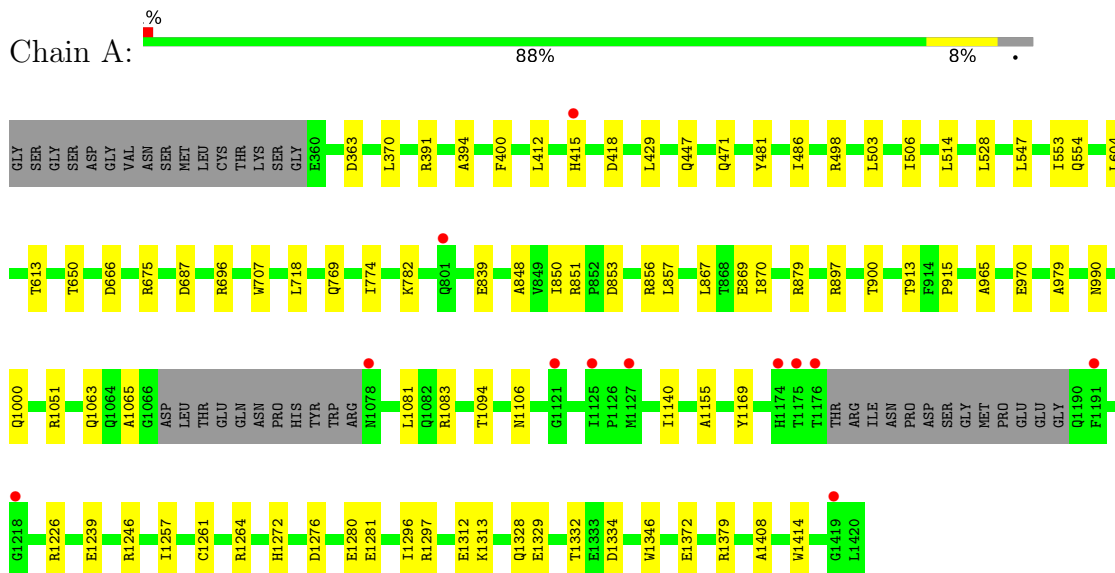 .%
Chain A:
88% 8% •
GLY SER GLY SER ASP GLY VAL ASN SER MET LEU CYS THR LYS SER GLY E360 D363 L370 R391 A394 F400 L412 H415 D418 L429 Q447 Q471 Y481 I486 R498 L503 I506 L514 L528 L547 I553 Q554
T613 T650 D666 R675 D687 R696 W707 L718 Q769 I774 K782 Q801 E839 A848 V849 I850 R851 P852 D853 R856 L857 L867 T868 E869 I870 R879 R897 T900 T913 F914 P915 A965 E970 A979 N990
Q1000 R1051 Q1063 Q1064 A1065 G1066 ASP LEU THR GLU GLN ASN PRO HIS TYR TRP ARG N1078 L1081 Q1082 R1083 T1094 N1106 G1121 I1125 P1126 M1127 I1140 A1155 Y1169 H1174 T1175 T1176 THR ARG ILE ASN PRO ASP SER GLY MET PRO GLU GLU GLY Q1190 F1191
G1218 R1226 E1239 R1246 I1257 C1261 R1264 H1272 D1276 E1280 E1281 I1296 R1297 E1312 K1313 Q1328 E1329 T1332 E1333 D1334 W1346 E1372 R1379 A1408 W1414 G1419 L1420